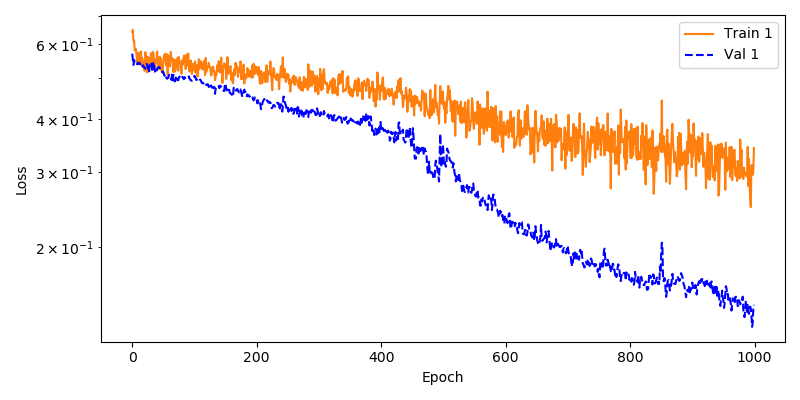 Train 1
Val 1
6 × 10⁻¹
4 × 10⁻¹
3 × 10⁻¹
2 × 10⁻¹
Loss
0 200 400 600 800 1000
Epoch